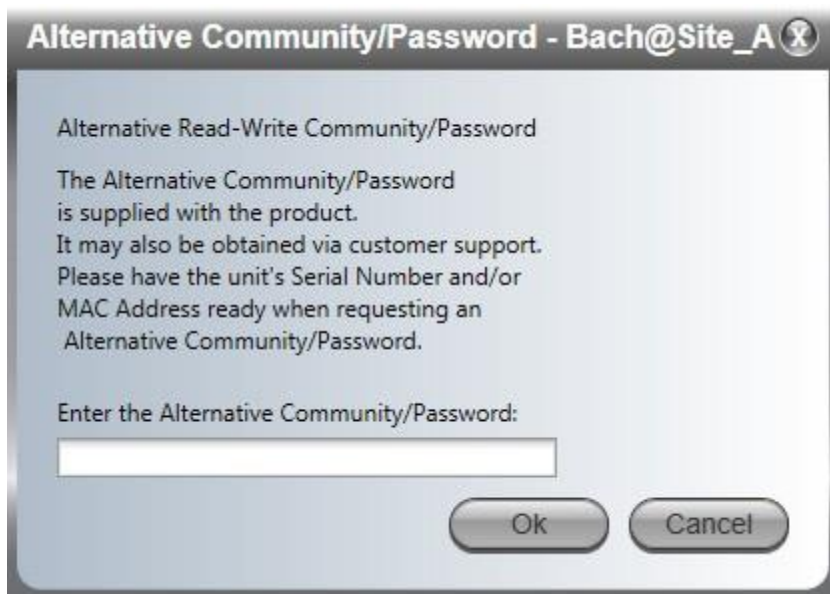 Alternative Community/Password - Bach@Site_A X
Alternative Read-Write Community/Password
The Alternative Community/Password
is supplied with the product.
It may also be obtained via customer support.
Please have the unit's Serial Number and/or
MAC Address ready when requesting an
Alternative Community/Password.
Enter the Alternative Community/Password:
Ok Cancel